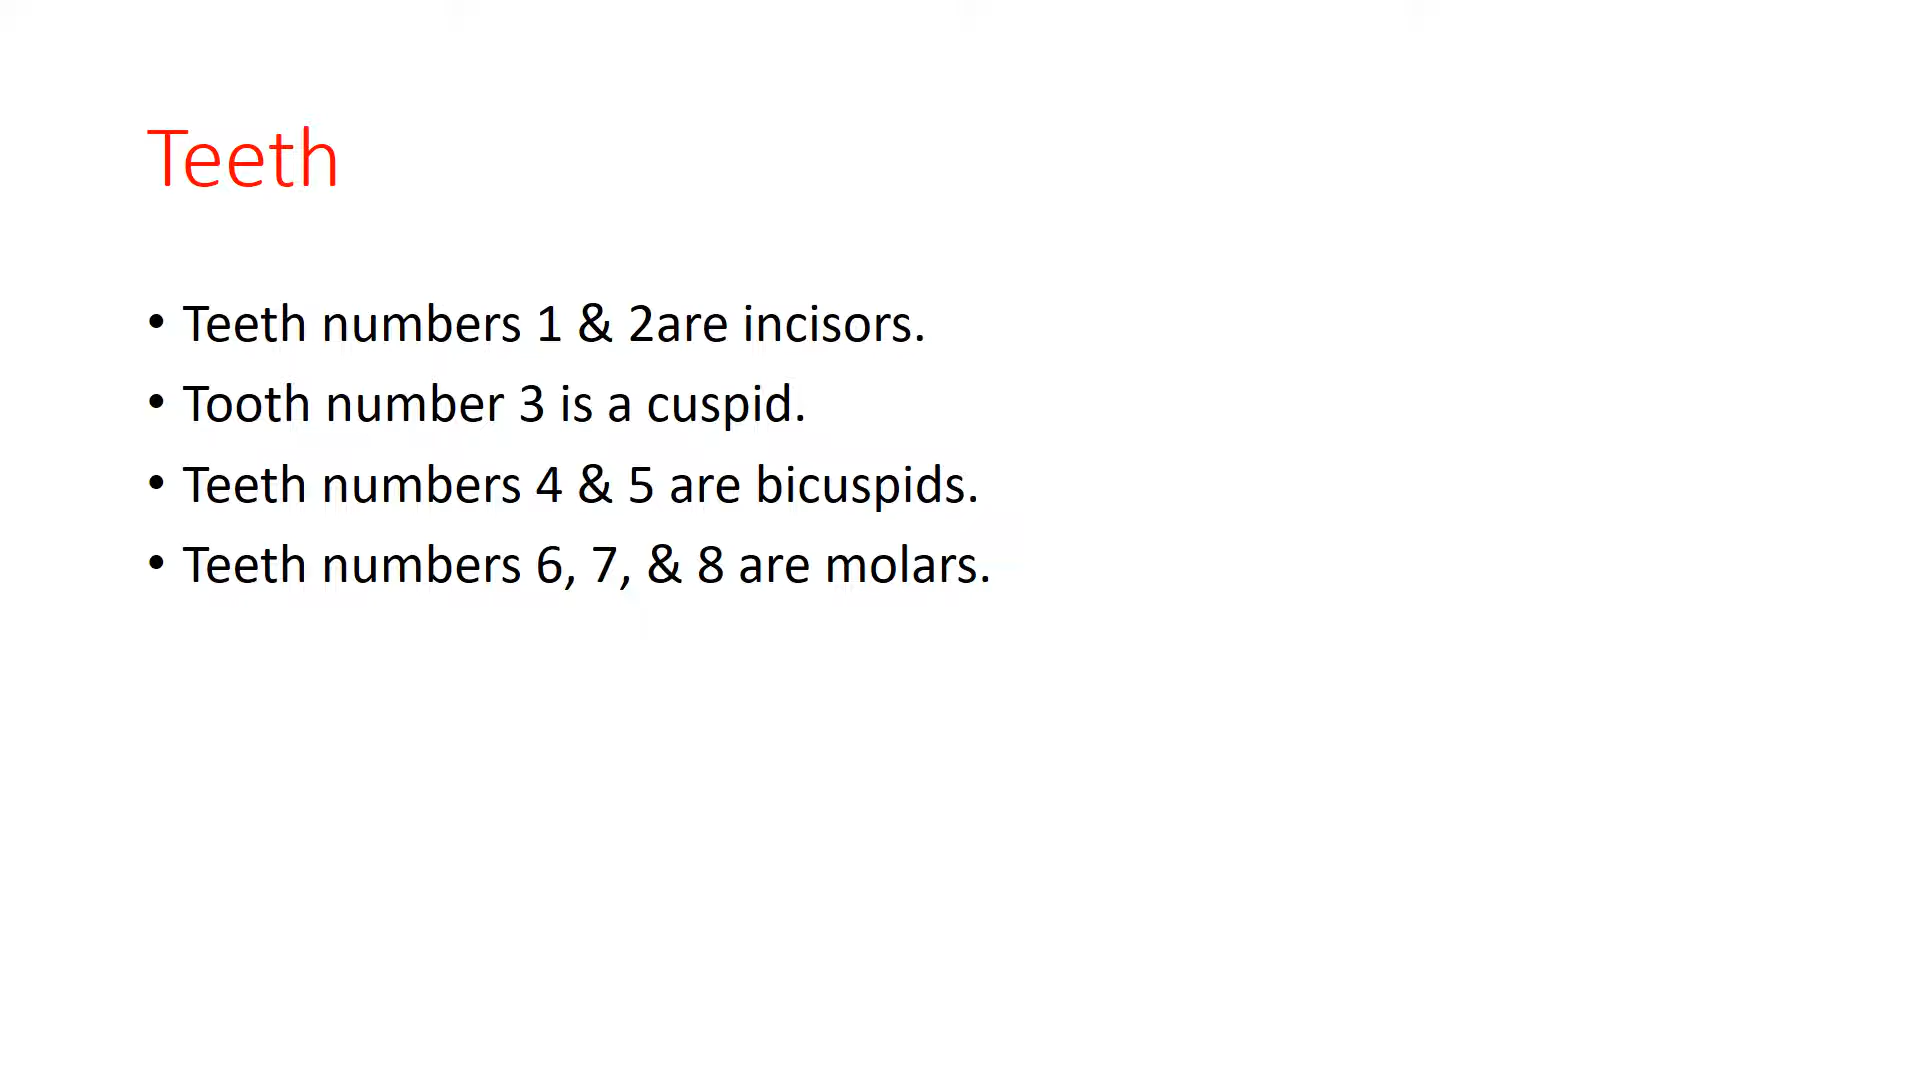 Teeth
• Teeth numbers 1 & 2are incisors.
• Tooth number 3 is a cuspid.
• Teeth numbers 4 & 5 are bicuspids.
• Teeth numbers 6, 7, & 8 are molars.